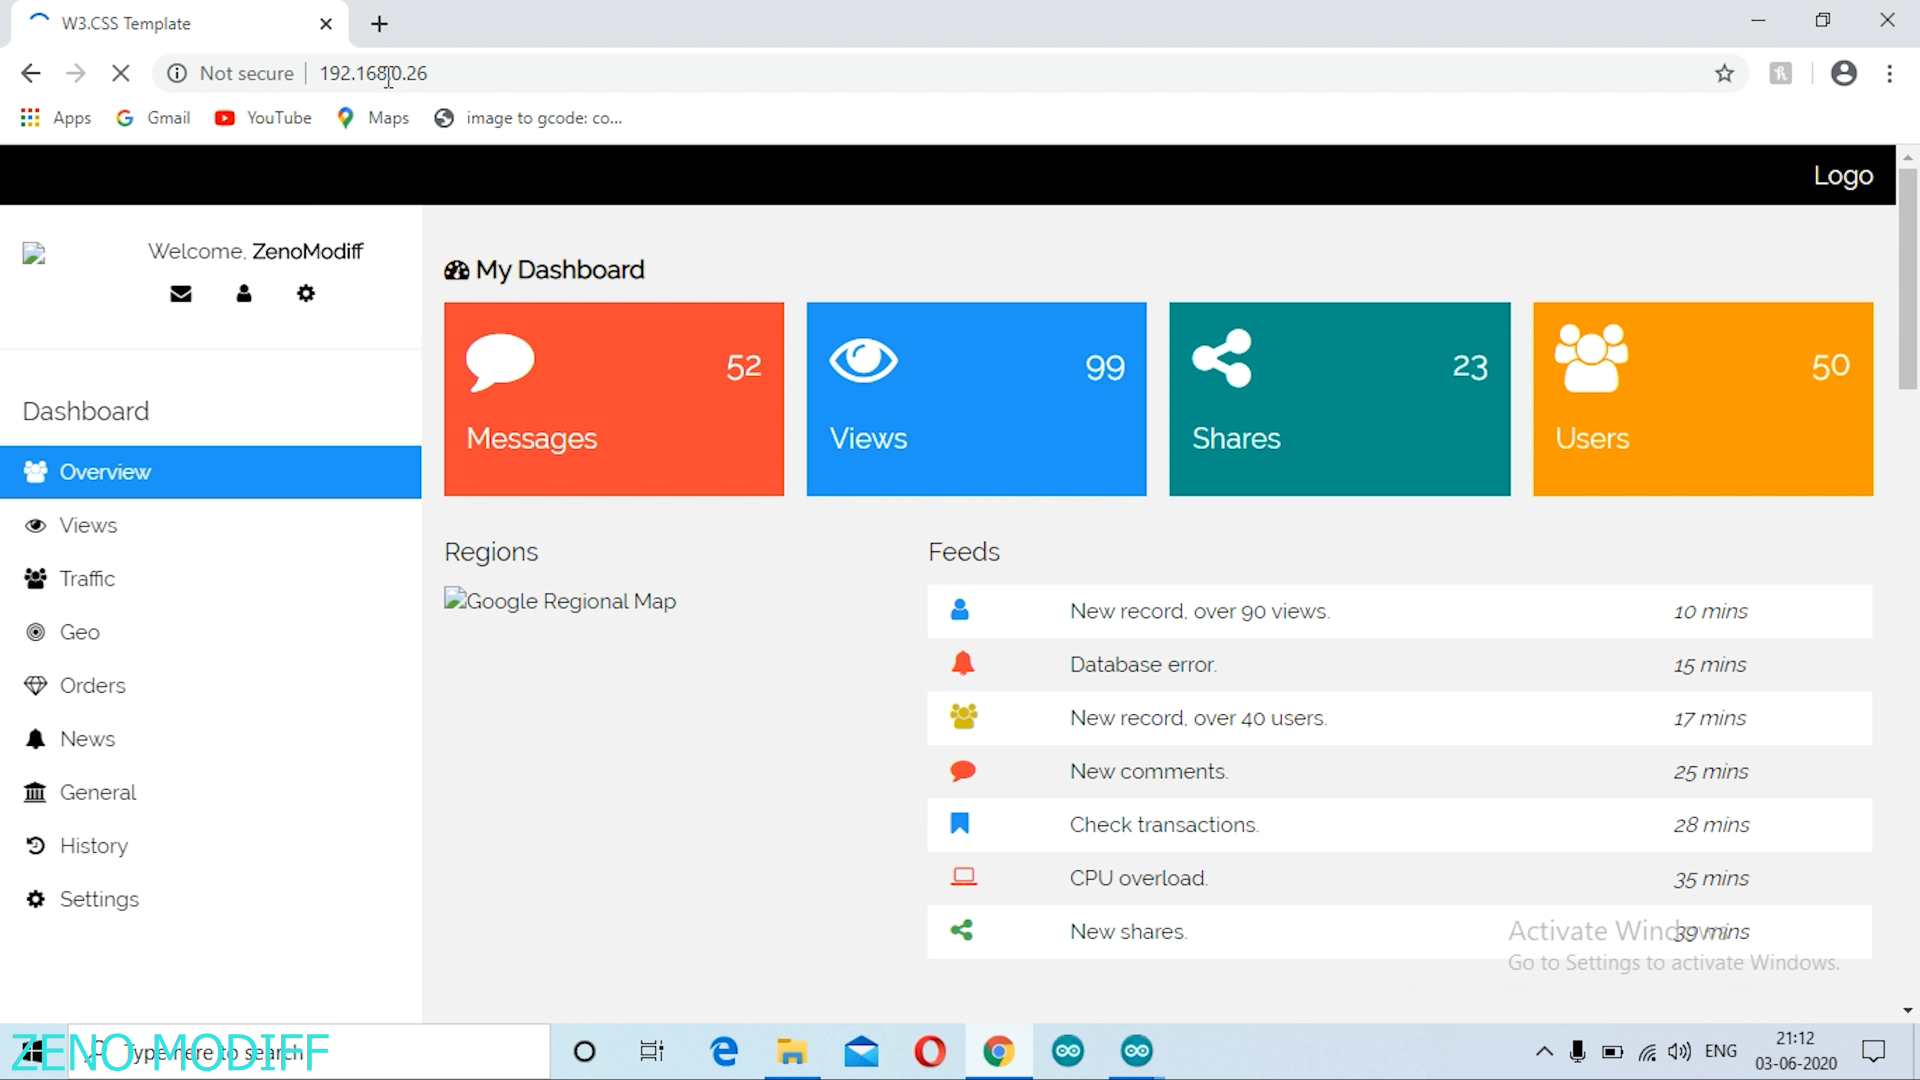 W3.CSS Template
Not secure
192.168.0.26
Apps
Gmail
YouTube
Maps
image to gcode: co...
Logo
Welcome, ZenoModiff
Dashboard
Overview
Views
Traffic
Geo
Orders
News
General
History
Settings
My Dashboard
52
Messages
99
Views
23
Shares
50
Users
Regions
Google Regional Map
Feeds
New record, over 90 views. 10 mins
Database error. 15 mins
New record, over 40 users. 17 mins
New comments. 25 mins
Check transactions. 28 mins
CPU overload. 35 mins
New shares. 39 mins
Activate Windows
Go to Settings to activate Windows.
ZENO MODIFF
Type here to search
ENG
21:12
03-06-2020